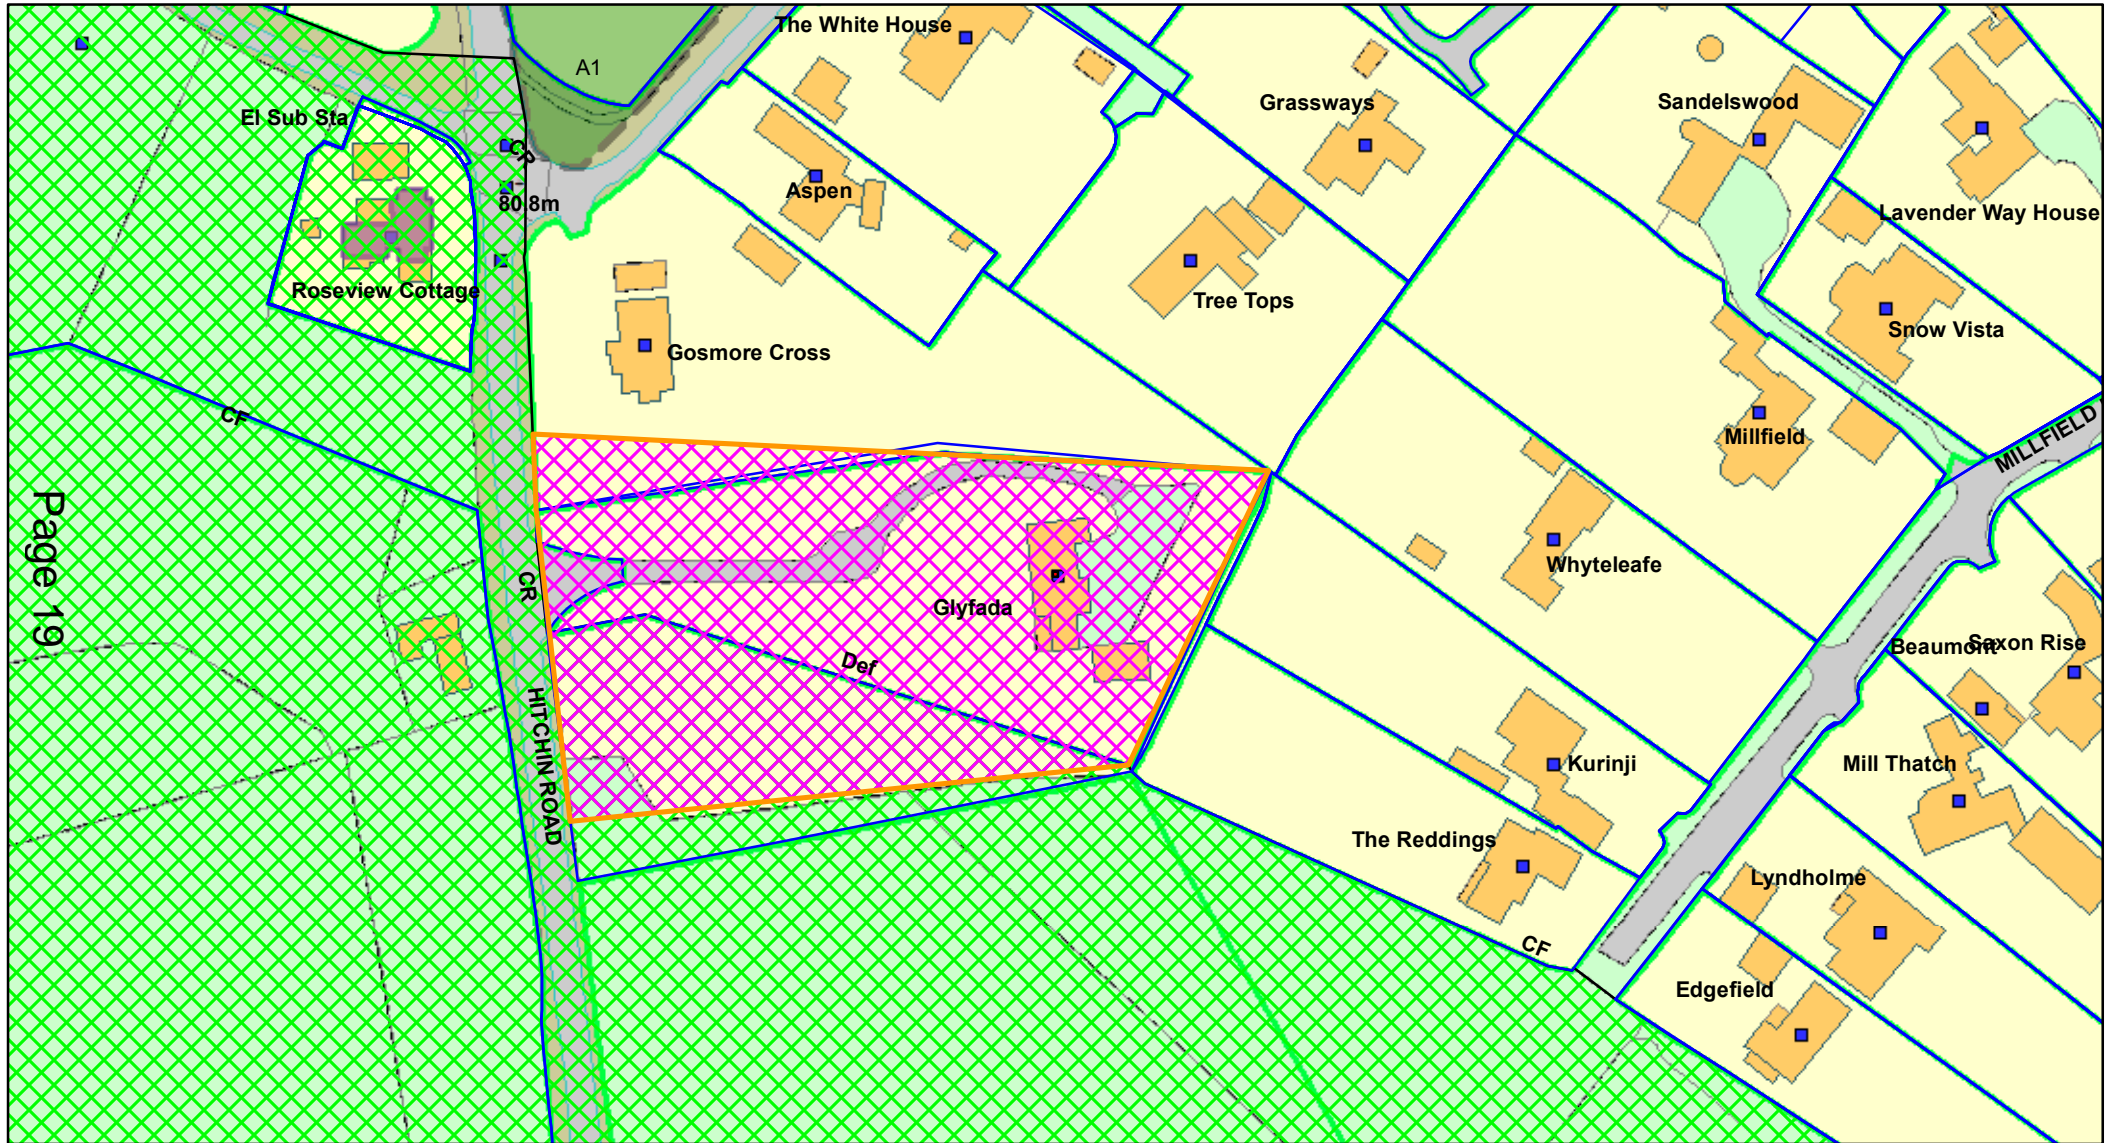 The White House
A1
Grassways
Sandelswood
El Sub Sta
CR
Aspen
80.8m
Lavender Way House
Roseview Cottage
Tree Tops
Snow Vista
Gosmore Cross
CF
Millfield
MILLFIELD
Page 19
Whyteleafe
CR
Glyfada
Beaumont
Saxon Rise
Def
HITCHIN ROAD
Kurinji
Mill Thatch
The Reddings
Lyndholme
CF
Edgefield